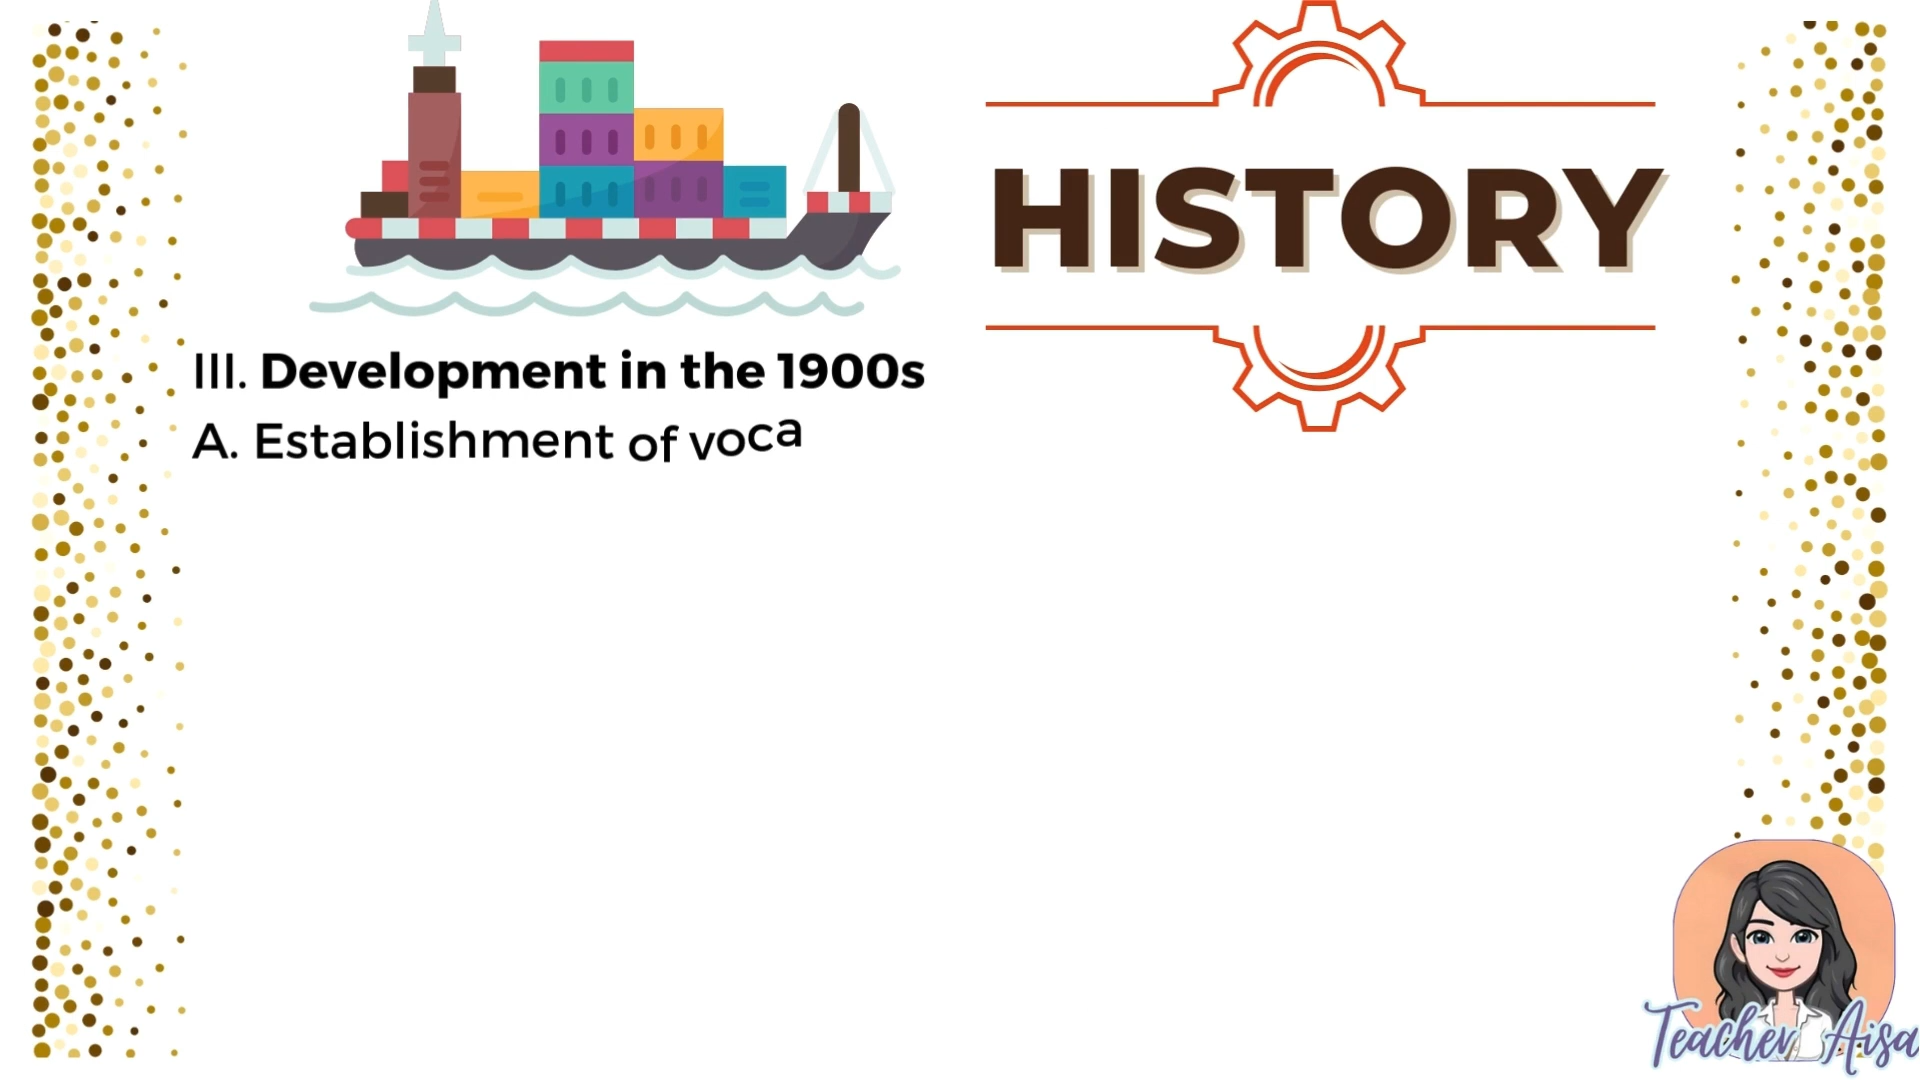 HISTORY
III. Development in the 1900s
A. Establishment of voca
Teacher Aisa